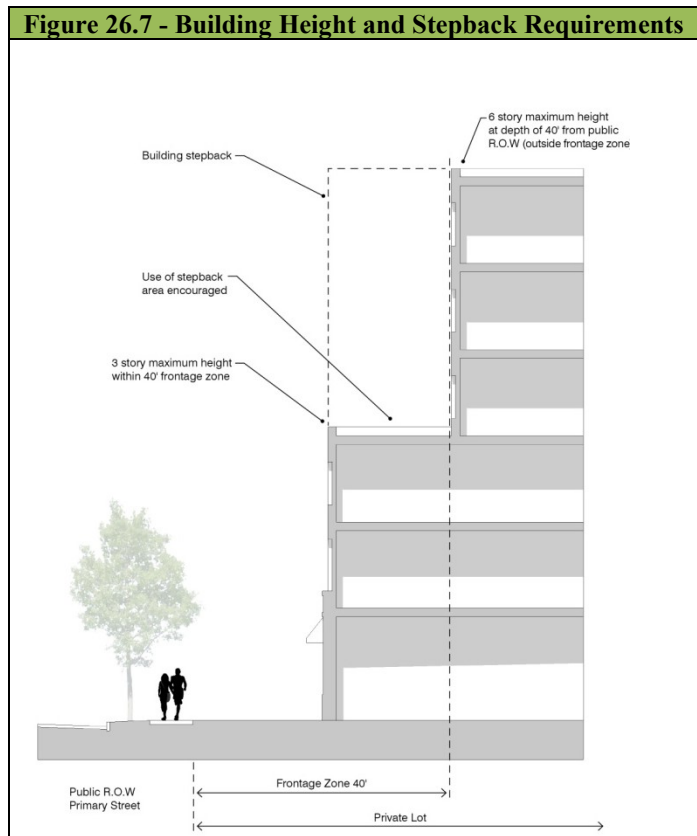 Figure 26.7 - Building Height and Stepback Requirements
6 story maximum height
at depth of 40' from public
R.O.W (outside frontage zone
Building stepback
Use of stepback
area encouraged
3 story maximum height
within 40' frontage zone
Public R.O.W
Primary Street
Frontage Zone 40'
Private Lot